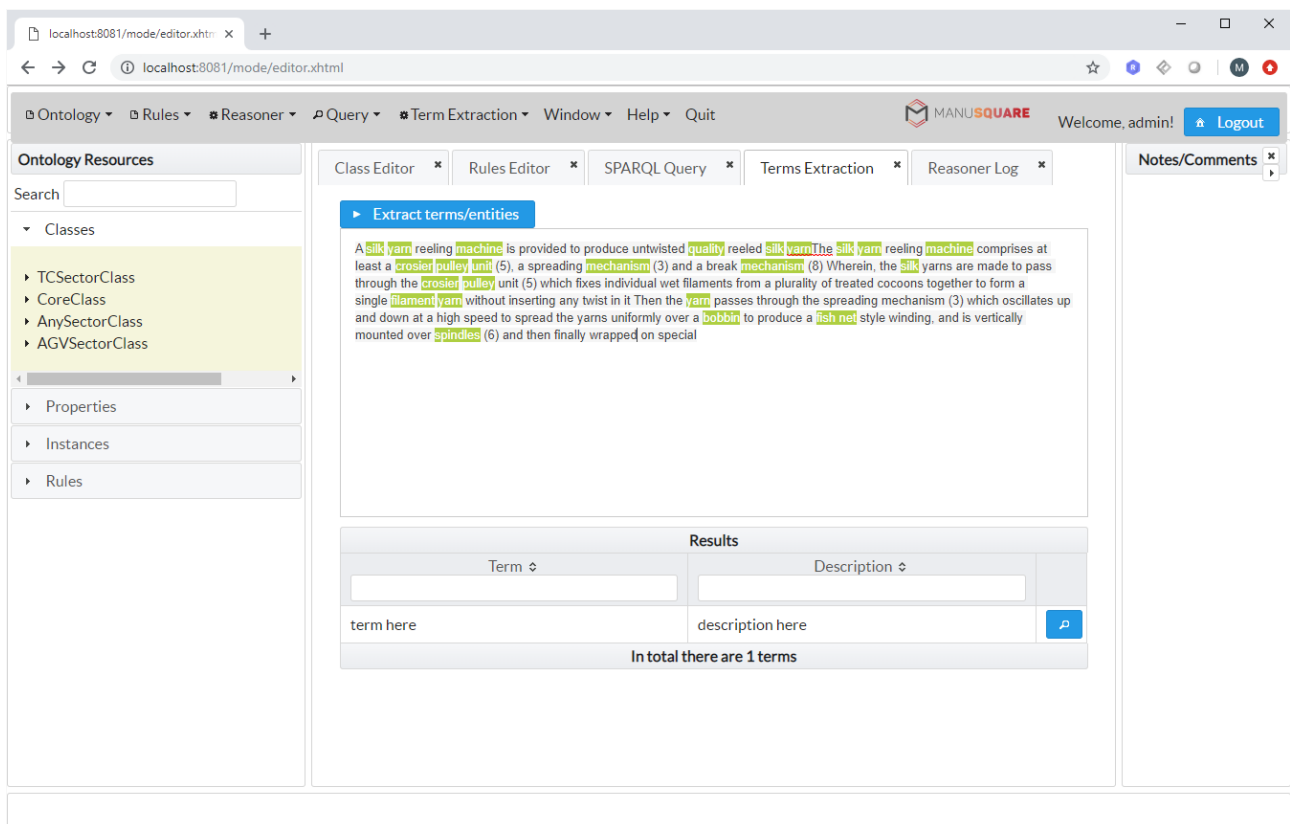 localhost:8081/mode/editor.xhtm
localhost:8081/mode/editor.xhtml
M
Ontology Rules Reasoner Query Term Extraction Window Help Quit
MANUSQUARE
Welcome, admin! Logout
Ontology Resources
Search
Classes
TCSectorClass
CoreClass
AnySectorClass
AGVSectorClass
Properties
Instances
Rules
Class Editor Rules Editor SPARQL Query Terms Extraction Reasoner Log
Extract terms/entities
A silk yarn reeling machine is provided to produce untwisted quality reeled silk yarnThe silk yarn reeling machine comprises at
least a crosier pulley unit (5), a spreading mechanism (3) and a break mechanism (8) Wherein, the silk yarns are made to pass
through the crosier pulley unit (5) which fixes individual wet filaments from a plurality of treated cocoons together to form a
single filament yarn without inserting any twist in it Then the yarn passes through the spreading mechanism (3) which oscillates up
and down at a high speed to spread the yarns uniformly over a bobbin to produce a fish net style winding, and is vertically
mounted over spindles (6) and then finally wrapped on special
Results
Term Description
term here description here
In total there are 1 terms
Notes/Comments